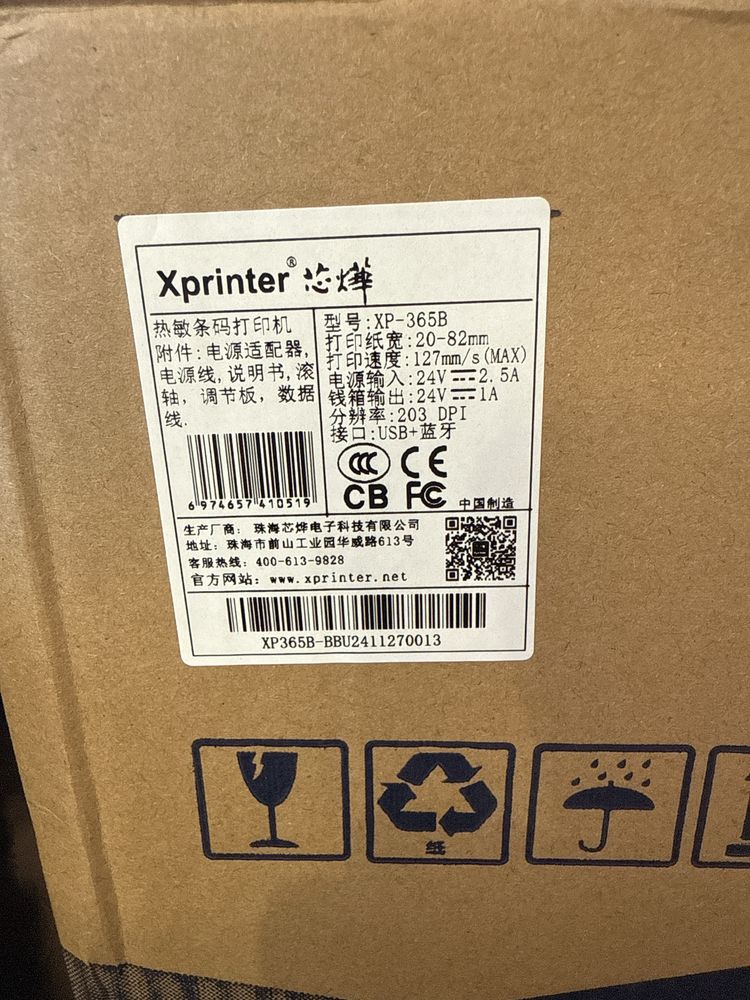 Xprinter® 芯烨
热敏条码打印机
附件: 电源适配器,
电源线, 说明书, 滚
轴, 调节板, 数据
线.
6 974657 410519
型号:XP-365B
打印纸宽:20-82mm
打印速度:127mm/s(MAX)
电源输入:24V⎓2.5A
钱箱输出:24V⎓1A
分辨率:203 DPI
接口:USB+蓝牙
CCC CE
CB FC
中国制造
生产厂商: 珠海芯烨电子科技有限公司
地址: 珠海市前山工业园华威路613号
客服热线: 400-613-9828
官方网站: www.xprinter.net
XP365B-BBU2411270013
纸